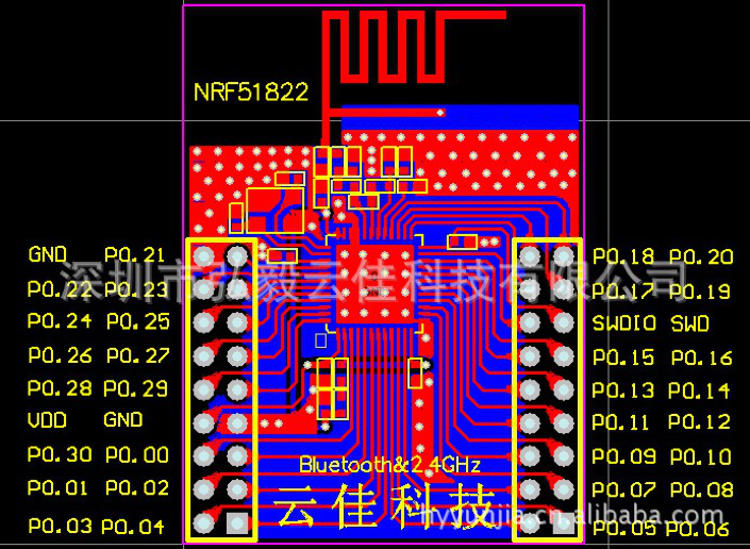 NRF51822
GND P0.21 P0.18 P0.20
深圳市弘毅云佳科技有限公司
P0.22 P0.23 P0.17 P0.19
P0.24 P0.25 SWDIO SWD
P0.26 P0.27 P0.15 P0.16
P0.28 P0.29 P0.13 P0.14
VDD GND P0.11 P0.12
P0.30 P0.00 P0.09 P0.10
Bluetooth&2.4GHz
P0.01 P0.02 P0.07 P0.08
云佳科技
hyyunjia.cn.alibaba.com
P0.03 P0.04 P0.05 P0.06